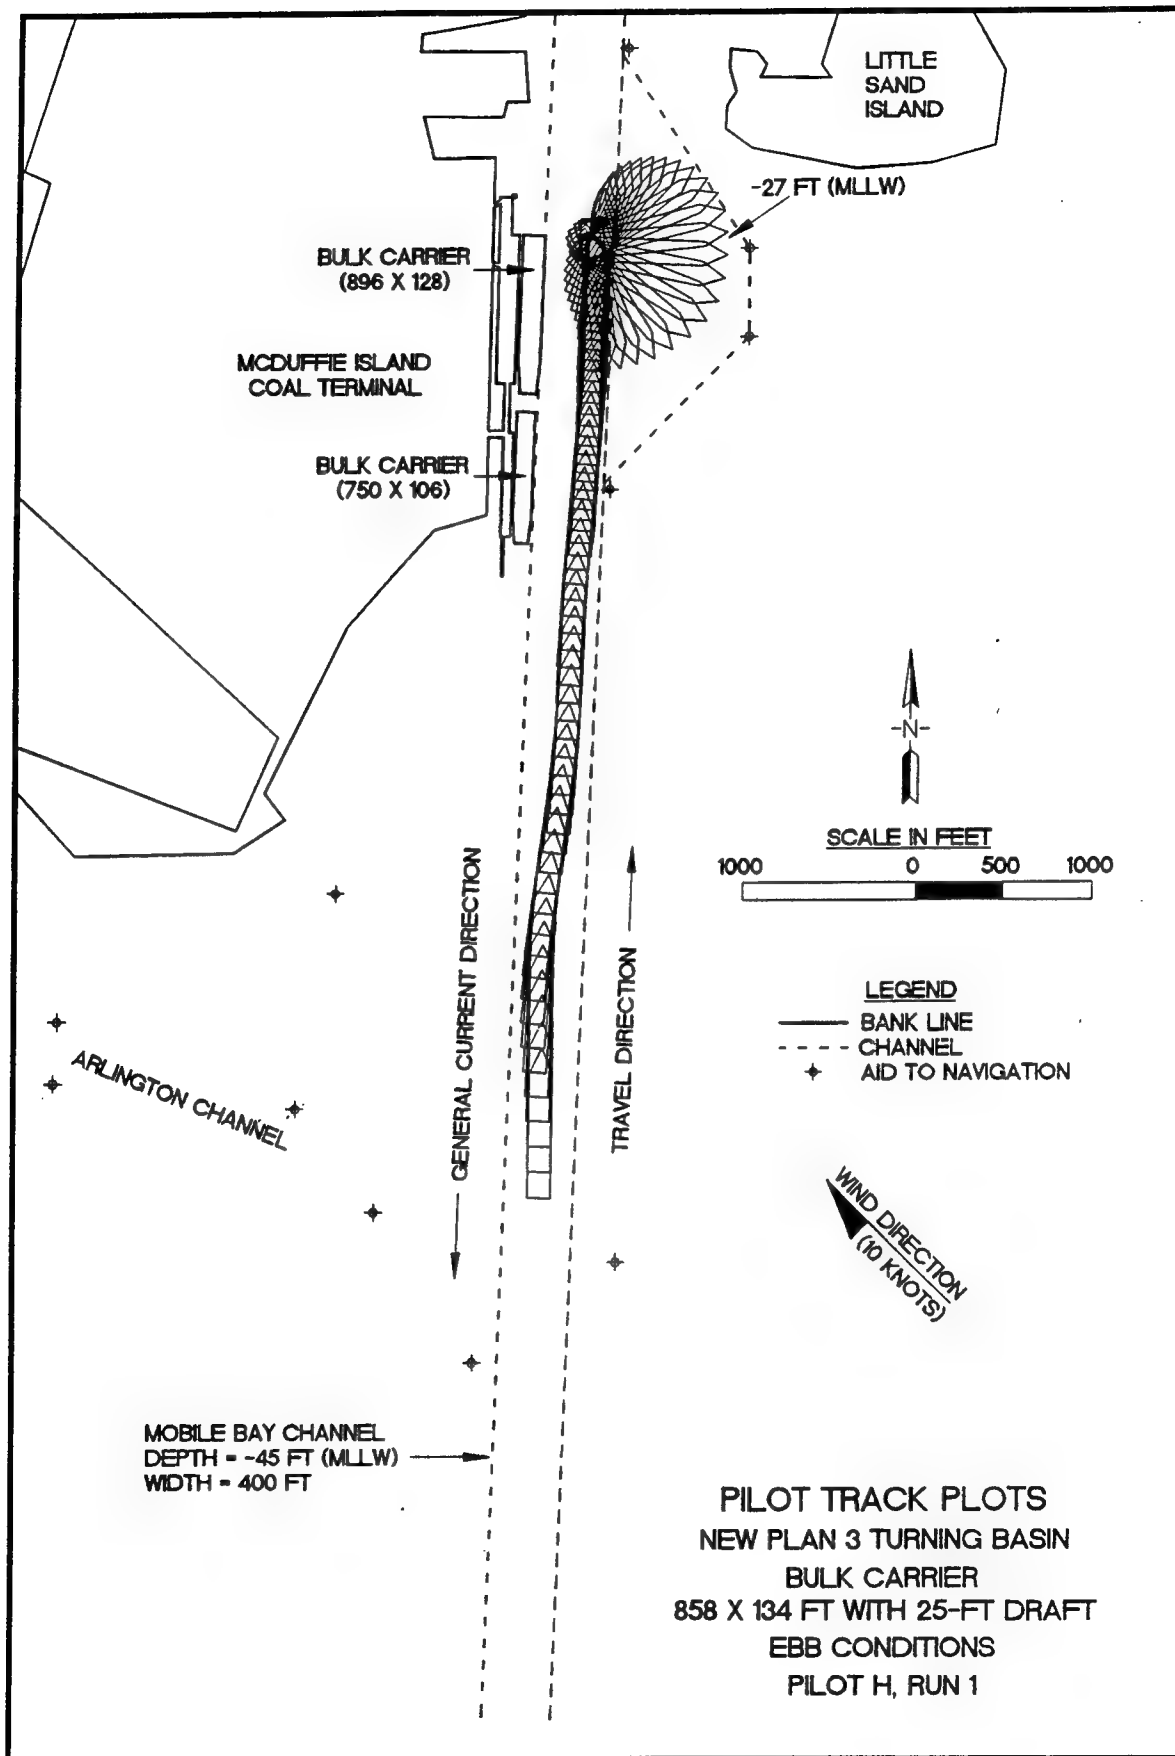 LITTLE
SAND
ISLAND
-27 FT (MLLW)
BULK CARRIER
(896 X 128)
MCDUFFIE ISLAND
COAL TERMINAL
BULK CARRIER
(750 X 106)
-N-
SCALE IN FEET
1000 0 500 1000
GENERAL CURRENT DIRECTION
TRAVEL DIRECTION
LEGEND
BANK LINE
CHANNEL
AID TO NAVIGATION
ARLINGTON CHANNEL
WIND DIRECTION
(10 KNOTS)
MOBILE BAY CHANNEL
DEPTH = -45 FT (MLLW)
WIDTH = 400 FT
PILOT TRACK PLOTS
NEW PLAN 3 TURNING BASIN
BULK CARRIER
858 X 134 FT WITH 25-FT DRAFT
EBB CONDITIONS
PILOT H, RUN 1